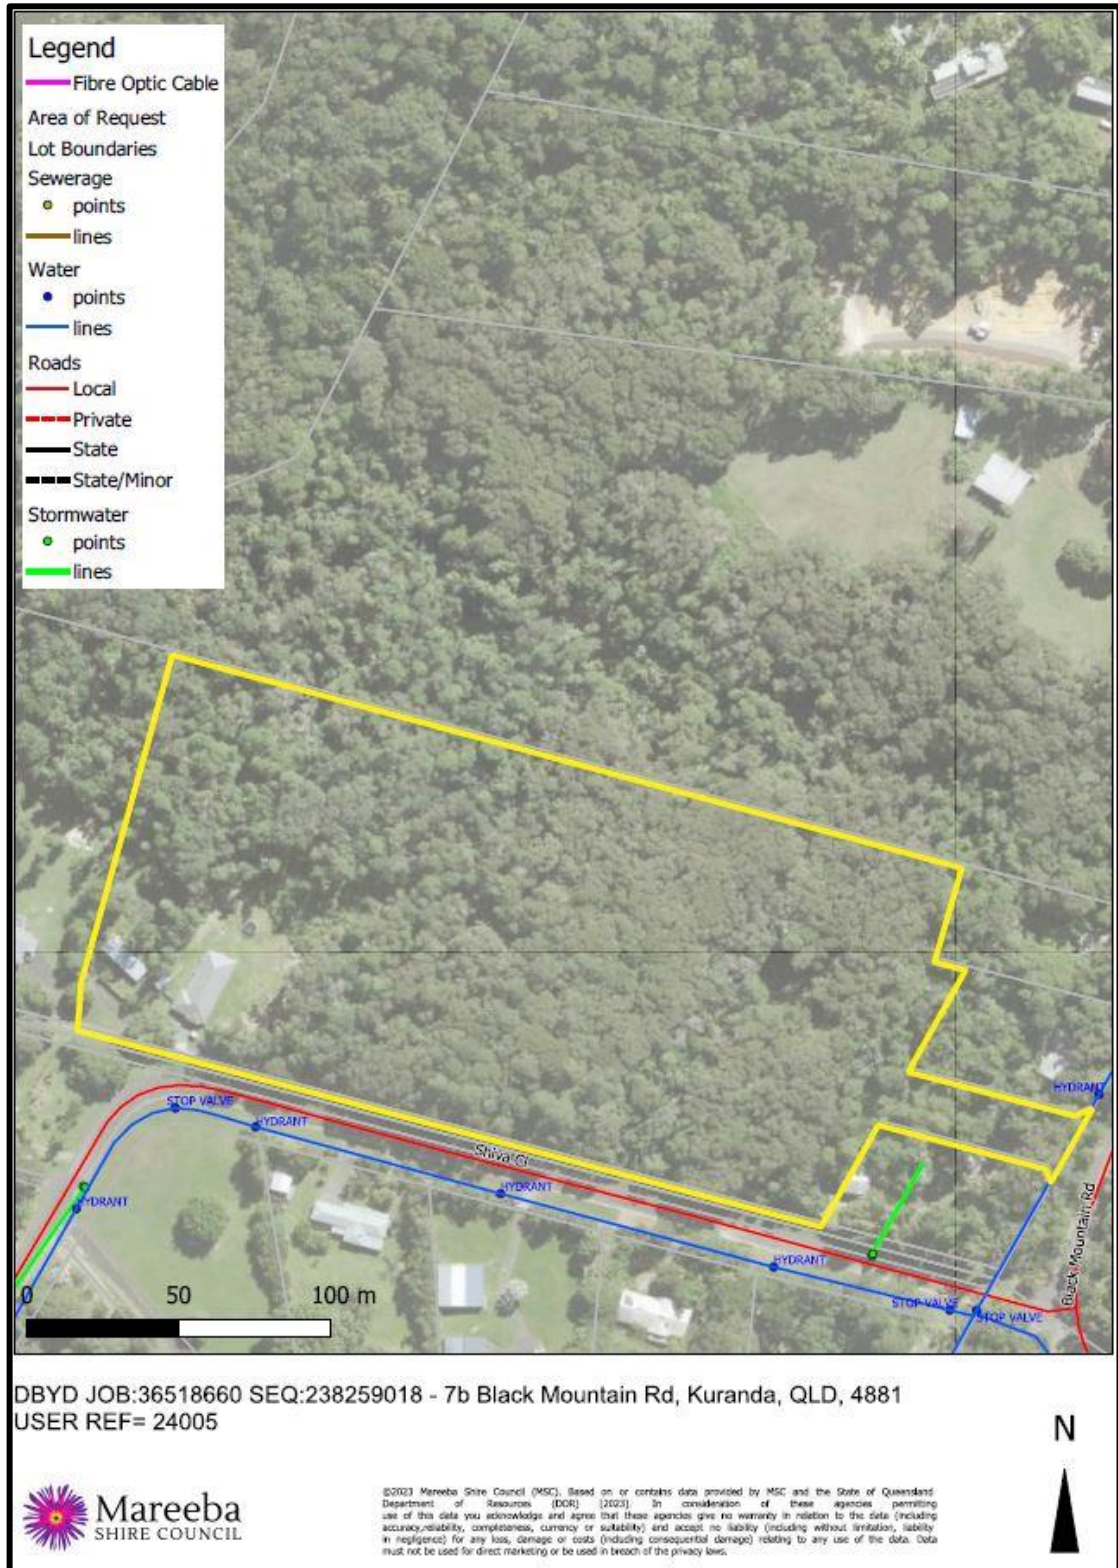 Legend
Fibre Optic Cable
Area of Request
Lot Boundaries
Sewerage
points
lines
Water
points
lines
Roads
Local
Private
State
State/Minor
Stormwater
points
lines
HYDRANT
STOP VALVE
HYDRANT
Shiva Cl
HYDRANT
HYDRANT
Black Mountain Rd
HYDRANT
STOP VALVE
STOP VALVE
0 50 100 m
DBYD JOB:36518660 SEQ:238259018 - 7b Black Mountain Rd, Kuranda, QLD, 4881
USER REF= 24005
N
Mareeba
SHIRE COUNCIL
©2023 Mareeba Shire Council (MSC). Based on or contains data provided by MSC and the State of Queensland
Department of Resources (DOR) [2023]. In consideration of these agencies permitting
use of this data you acknowledge and agree that these agencies give no warranty in relation to the data (including
accuracy,reliability, completeness, currency or suitability) and accept no liability (including without limitation, liability
in negligence) for any loss, damage or costs (including consequential damage) relating to any use of the data. Data
must not be used for direct marketing or be used in breach of the privacy laws.